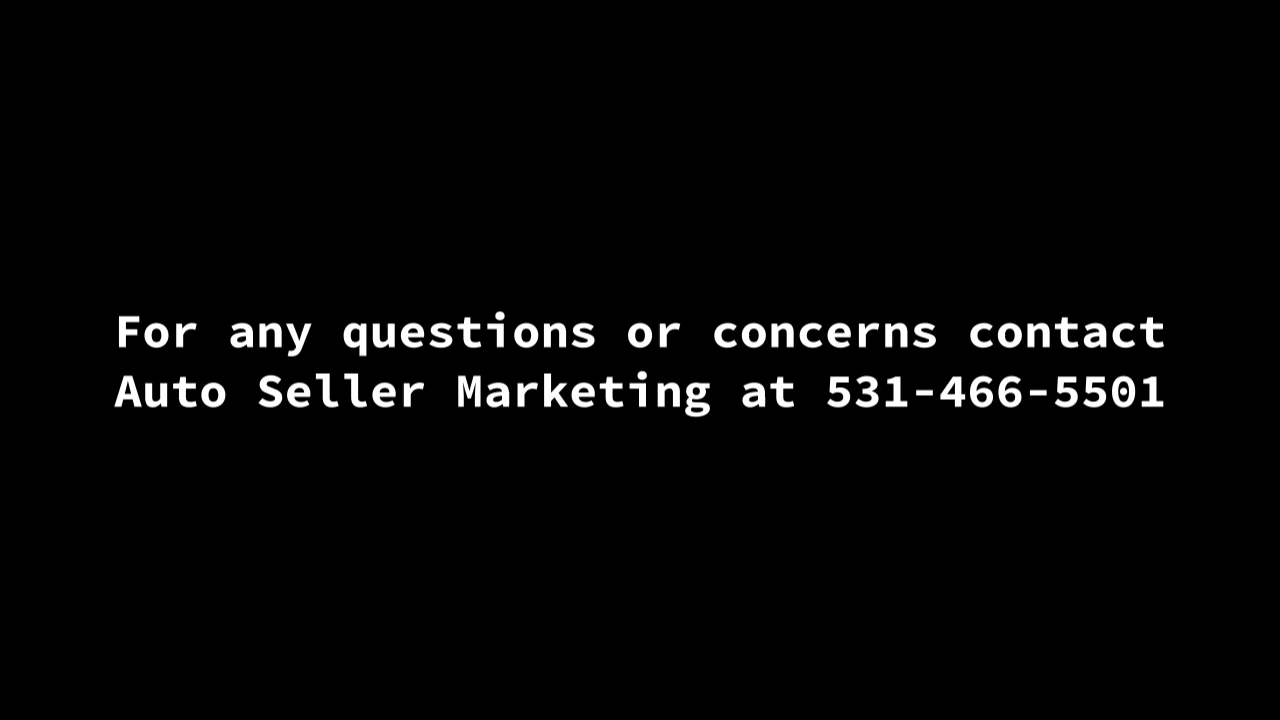 For any questions or concerns contact
Auto Seller Marketing at 531-466-5501